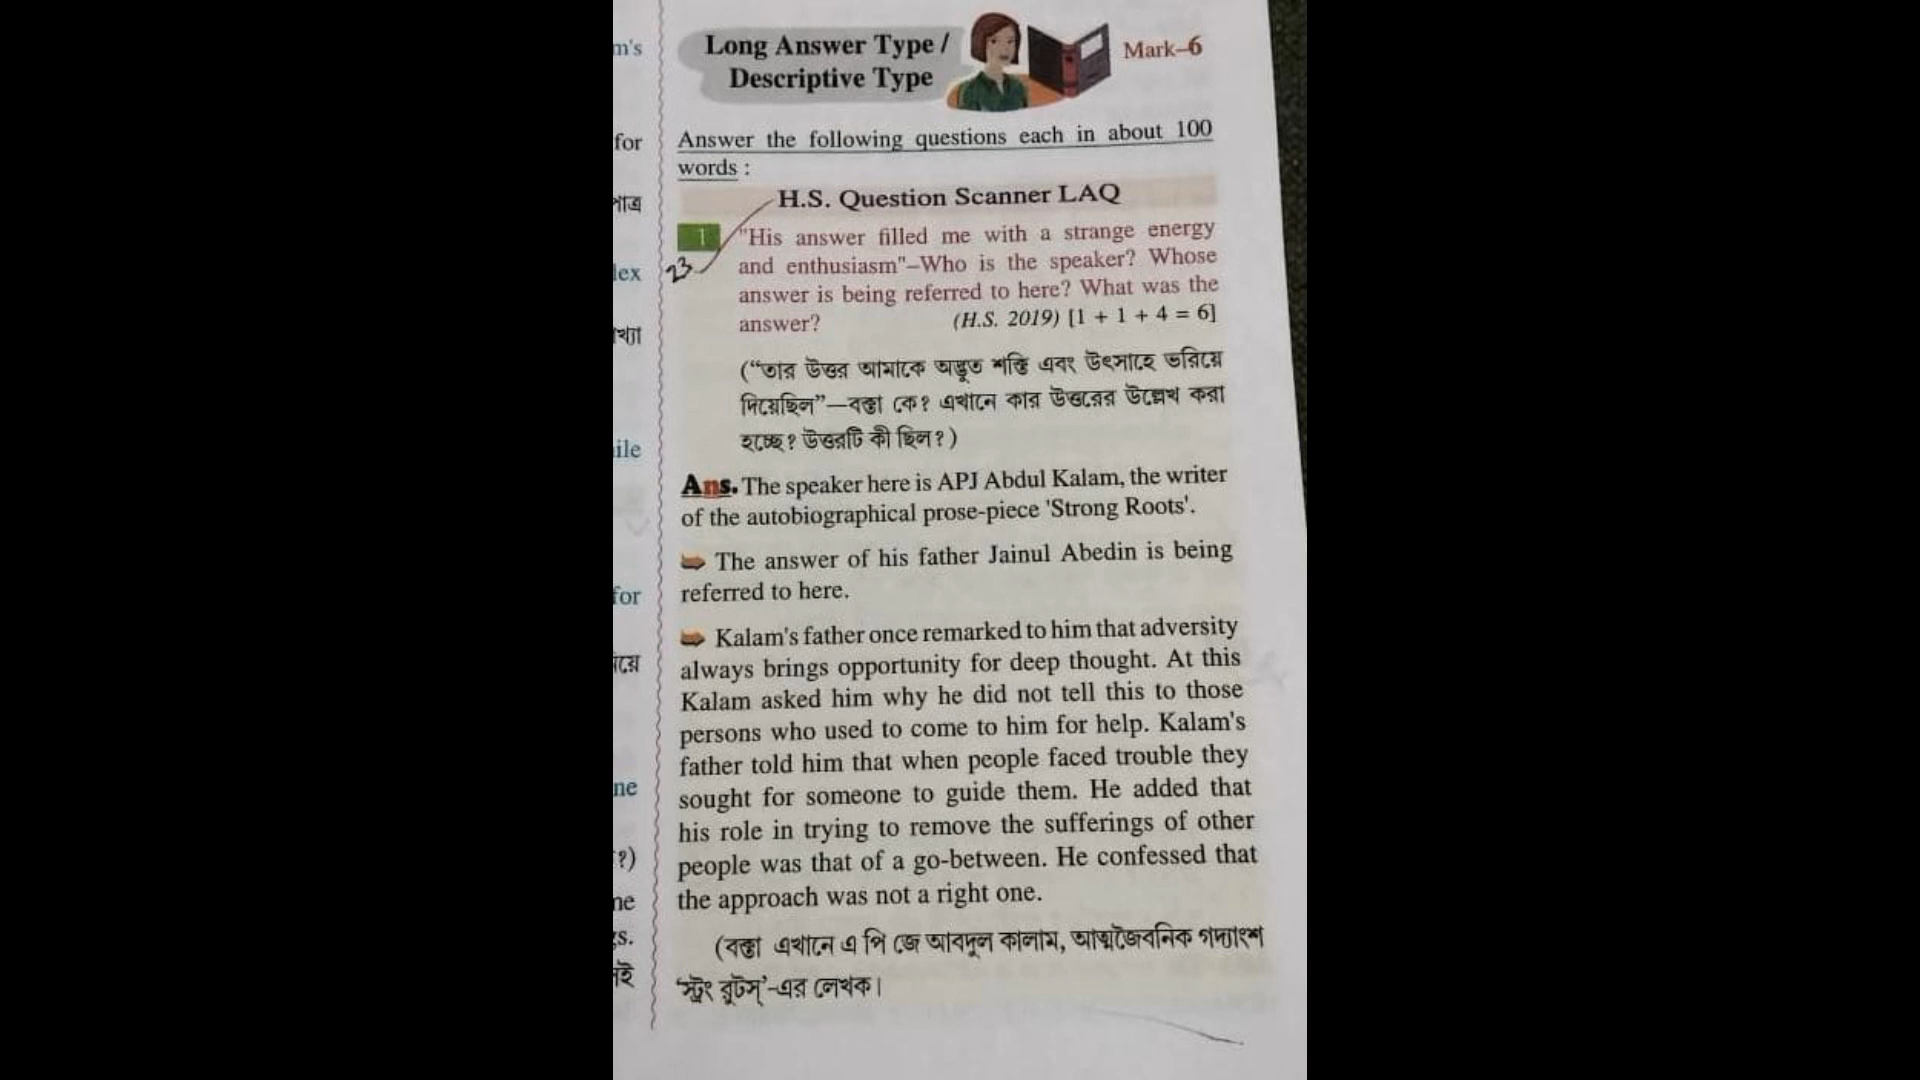 m's
for
lex
ile
for
ne
ne
Long Answer Type /
Descriptive Type
Mark–6
Answer the following questions each in about 100
words :
H.S. Question Scanner LAQ
1
23
"His answer filled me with a strange energy
and enthusiasm"–Who is the speaker? Whose
answer is being referred to here? What was the
answer? (H.S. 2019) [1 + 1 + 4 = 6]
(“তার উত্তর আমাকে অদ্ভূত শক্তি এবং উৎসাহে ভরিয়ে
দিয়েছিল”—বক্তা কে? এখানে কার উত্তরের উল্লেখ করা
হচ্ছে? উত্তরটি কী ছিল?)
Ans. The speaker here is APJ Abdul Kalam, the writer
of the autobiographical prose-piece 'Strong Roots'.
The answer of his father Jainul Abedin is being
referred to here.
Kalam's father once remarked to him that adversity
always brings opportunity for deep thought. At this
Kalam asked him why he did not tell this to those
persons who used to come to him for help. Kalam's
father told him that when people faced trouble they
sought for someone to guide them. He added that
his role in trying to remove the sufferings of other
people was that of a go-between. He confessed that
the approach was not a right one.
(বক্তা এখানে এ পি জে আবদুল কালাম, আত্মজৈবনিক গদ্যাংশ
‘স্ট্রং রুটস্’-এর লেখক।